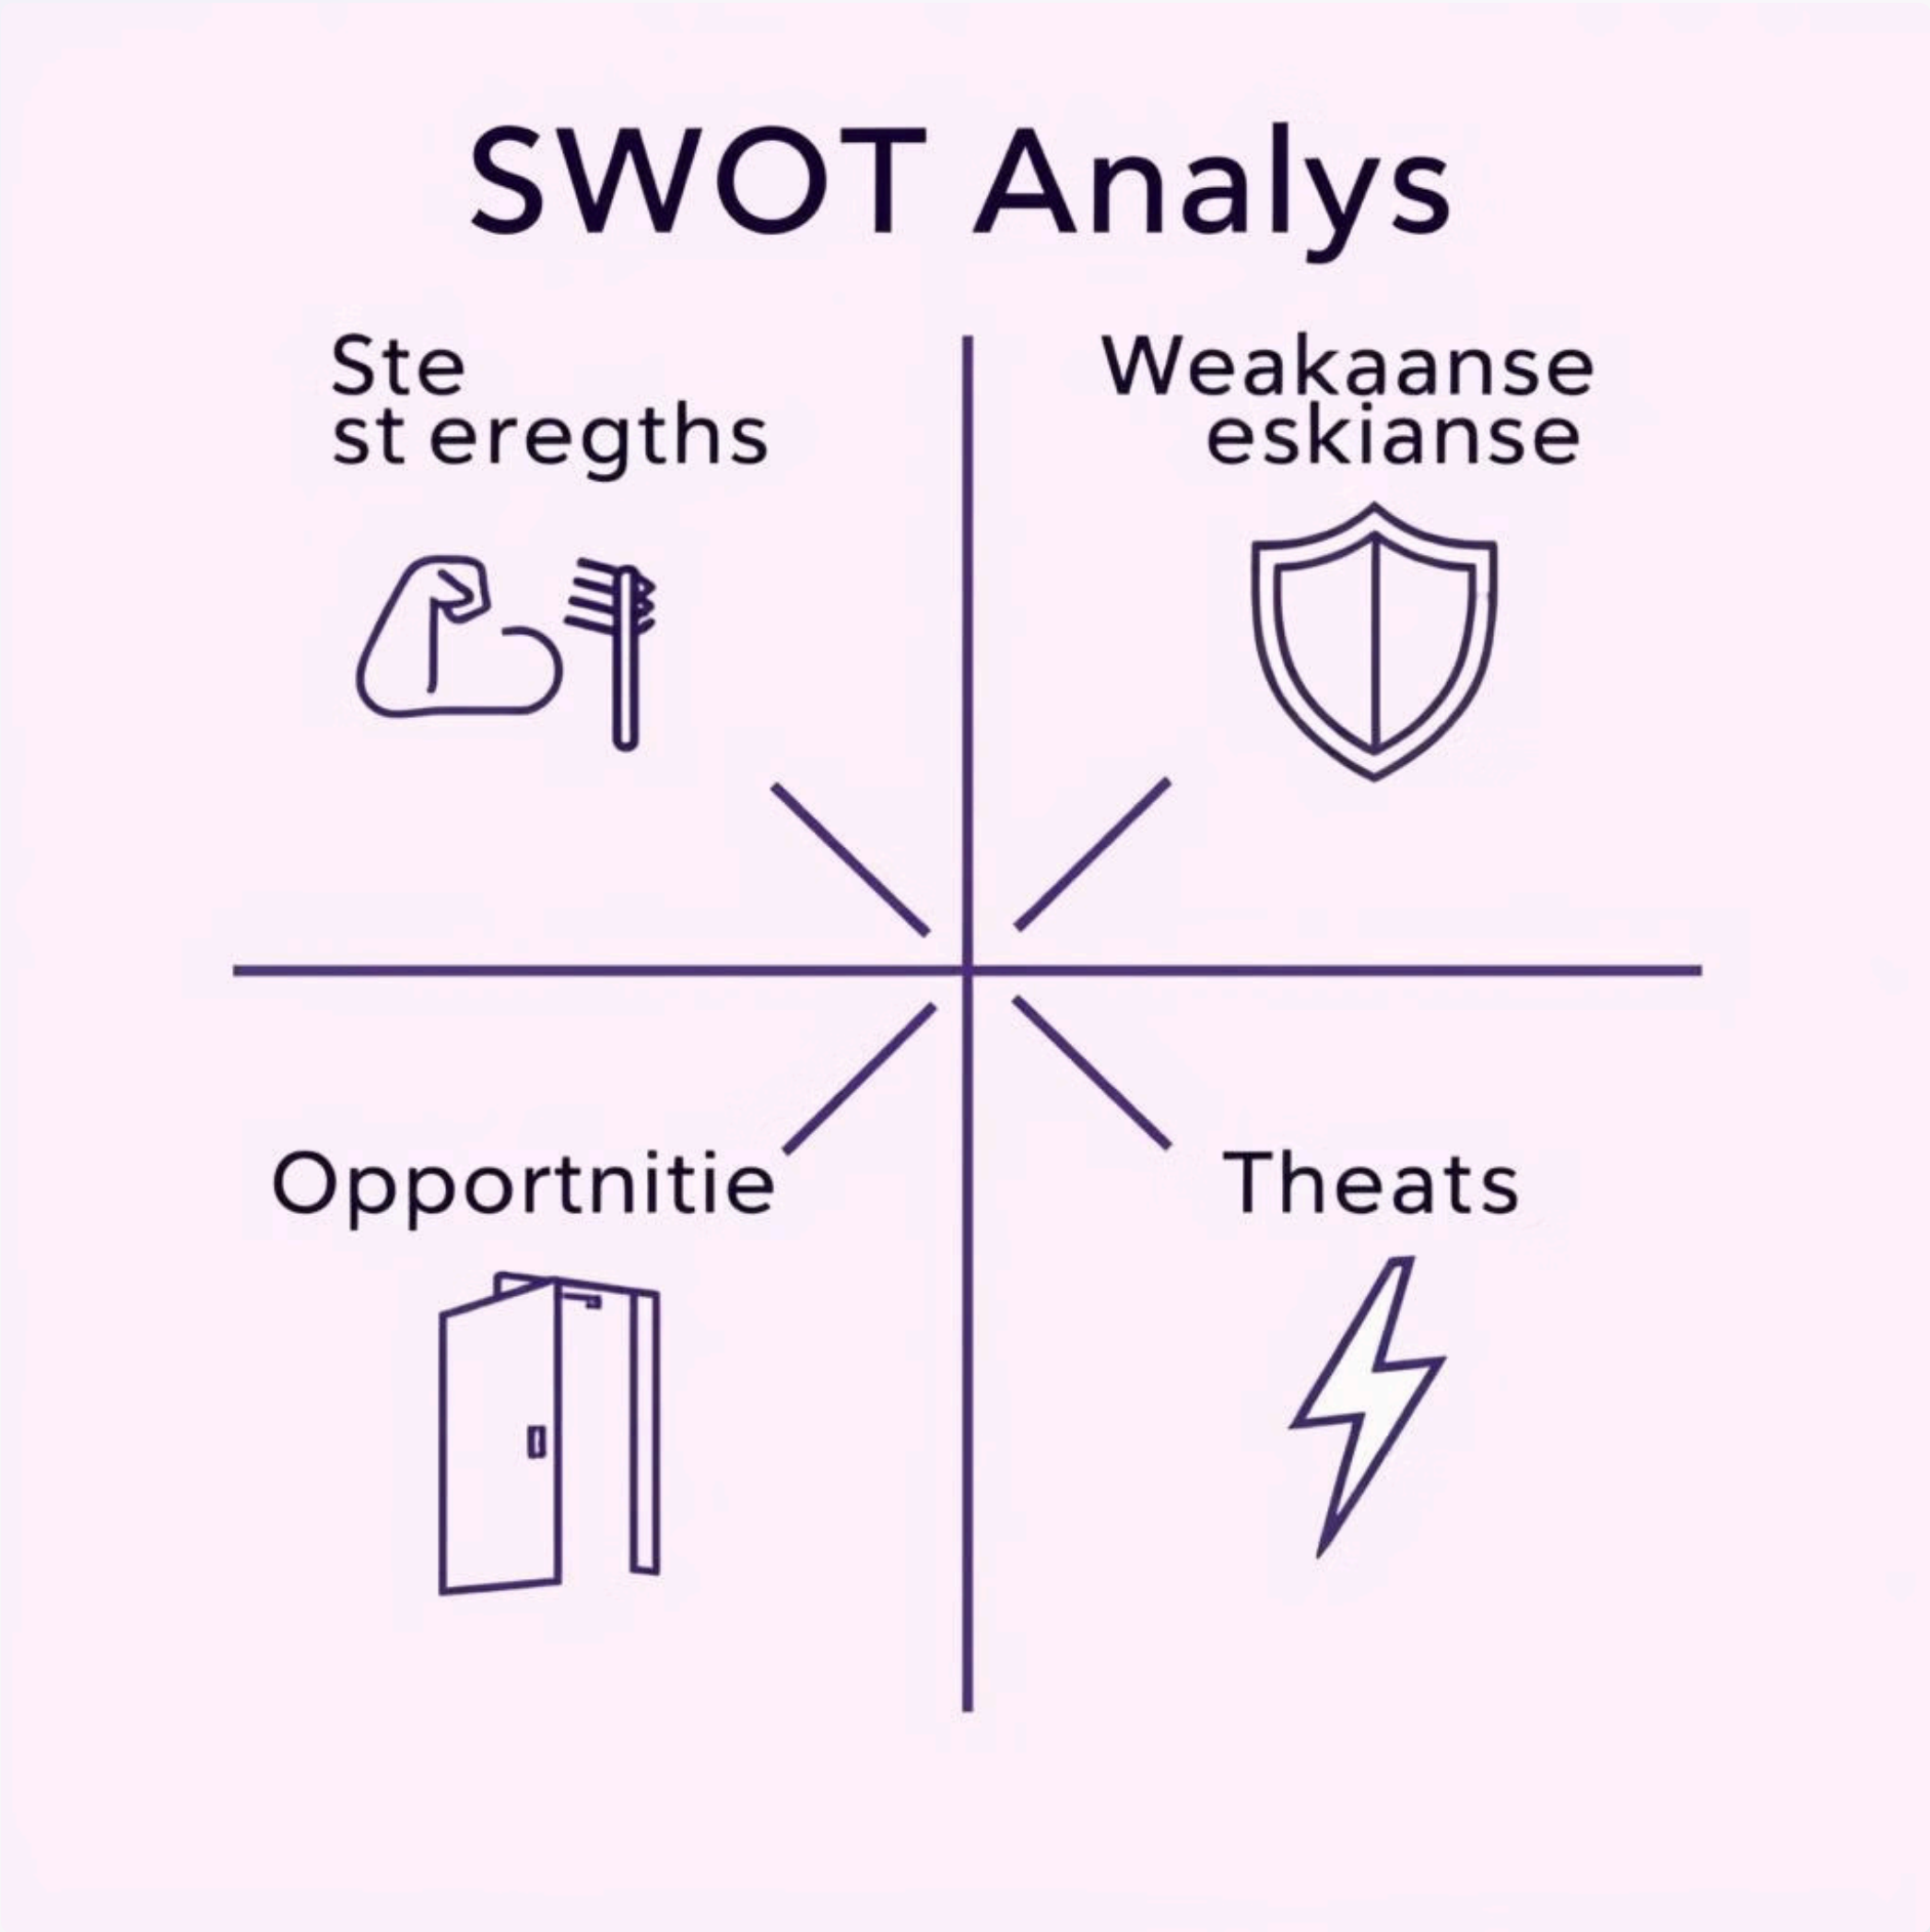 SWOT Analys
Ste
st eregths
Weakaanse
eskianse
Opportnitie
Theats